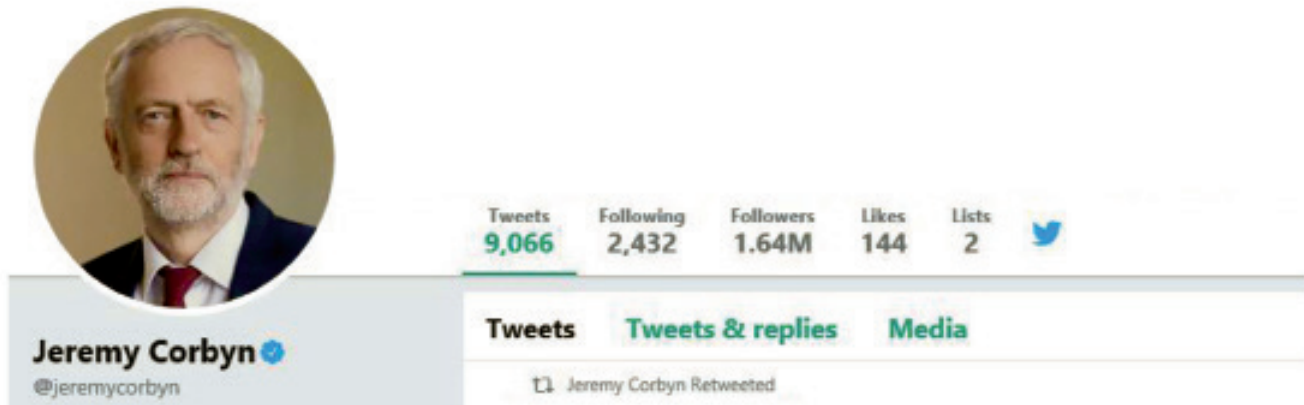 Tweets Following Followers Likes Lists
9,066 2,432 1.64M 144 2
Jeremy Corbyn
@jeremycorbyn
Tweets Tweets & replies Media
Jeremy Corbyn Retweeted